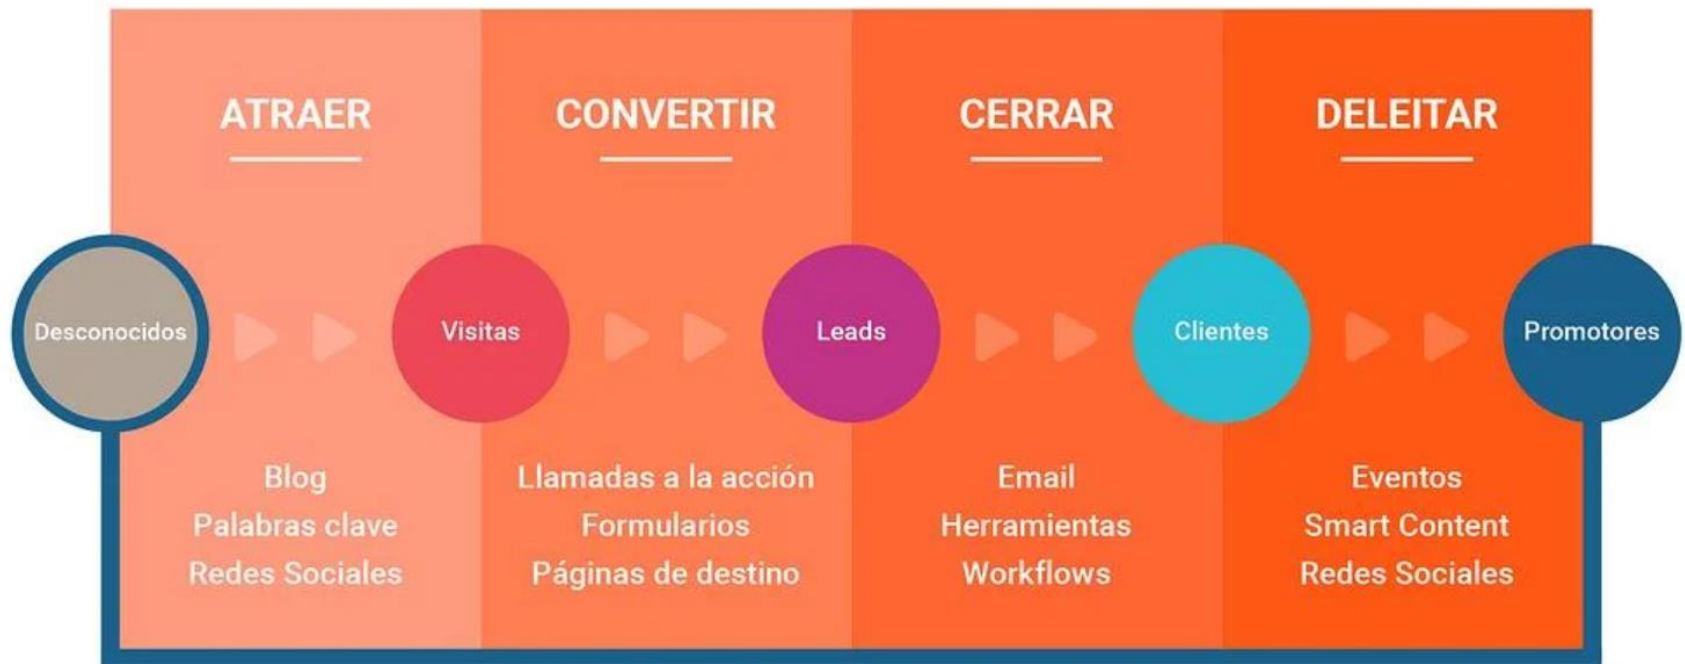 ATRAER
CONVERTIR
CERRAR
DELEITAR
Desconocidos
Visitas
Leads
Clientes
Promotores
Blog
Palabras clave
Redes Sociales
Llamadas a la acción
Formularios
Páginas de destino
Email
Herramientas
Workflows
Eventos
Smart Content
Redes Sociales